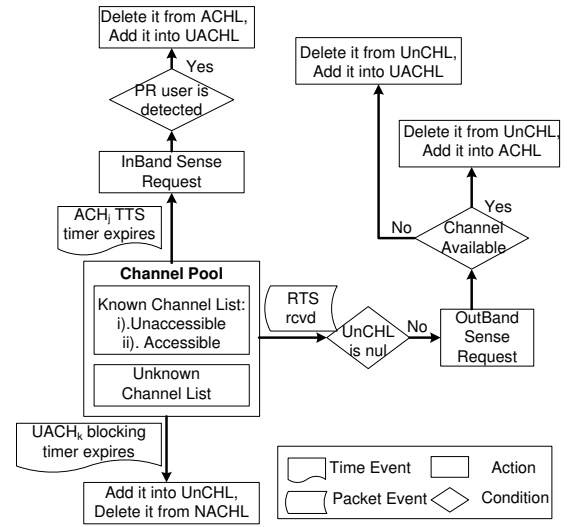 Delete it from ACHL,
Add it into UACHL
Yes
PR user is
detected
InBand Sense
Request
ACHj TTS
timer expires
Channel Pool
Known Channel List:
i).Unaccessible
ii). Accessible
Unknown
Channel List
UACHk blocking
timer expires
Add it into UnCHL,
Delete it from NACHL
RTS
rcvd
UnCHL
is nul
No
OutBand
Sense
Request
Channel
Available
No
Yes
Delete it from UnCHL,
Add it into UACHL
Delete it from UnCHL,
Add it into ACHL
Time Event
Action
Packet Event
Condition